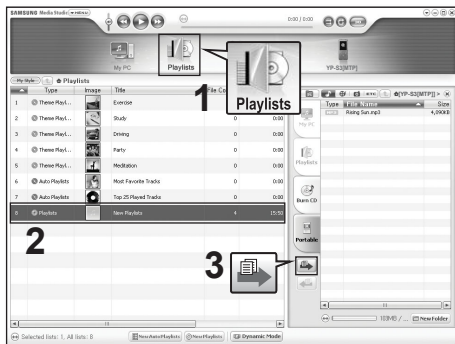 SAMSUNG Media Studio MENU
0:00 / 0:00
My PC
Playlists
YP-S3[MTP]
1
Playlists
My Style
Playlists
Type Image Title File Co
1 Theme Playl... Exercise 0 0:00
2 Theme Playl... Study 0 0:00
3 Theme Playl... Driving 0 0:00
4 Theme Playl... Party 0 0:00
5 Theme Playl... Meditation 0 0:00
6 Auto Playlists Most Favorite Tracks 0 0:00
7 Auto Playlists Top 25 Played Tracks 0 0:00
8 Playlists New Playlists 4 15:50
2
3
YP-S3[MTP]
Type File Name
Rising Sun.mp3 4,090KB
My PC
Playlists
Burn CD
Portable
New Folder
Selected lists: 1, All lists: 8
New AutoPlaylists
New Playlists
Dynamic Mode